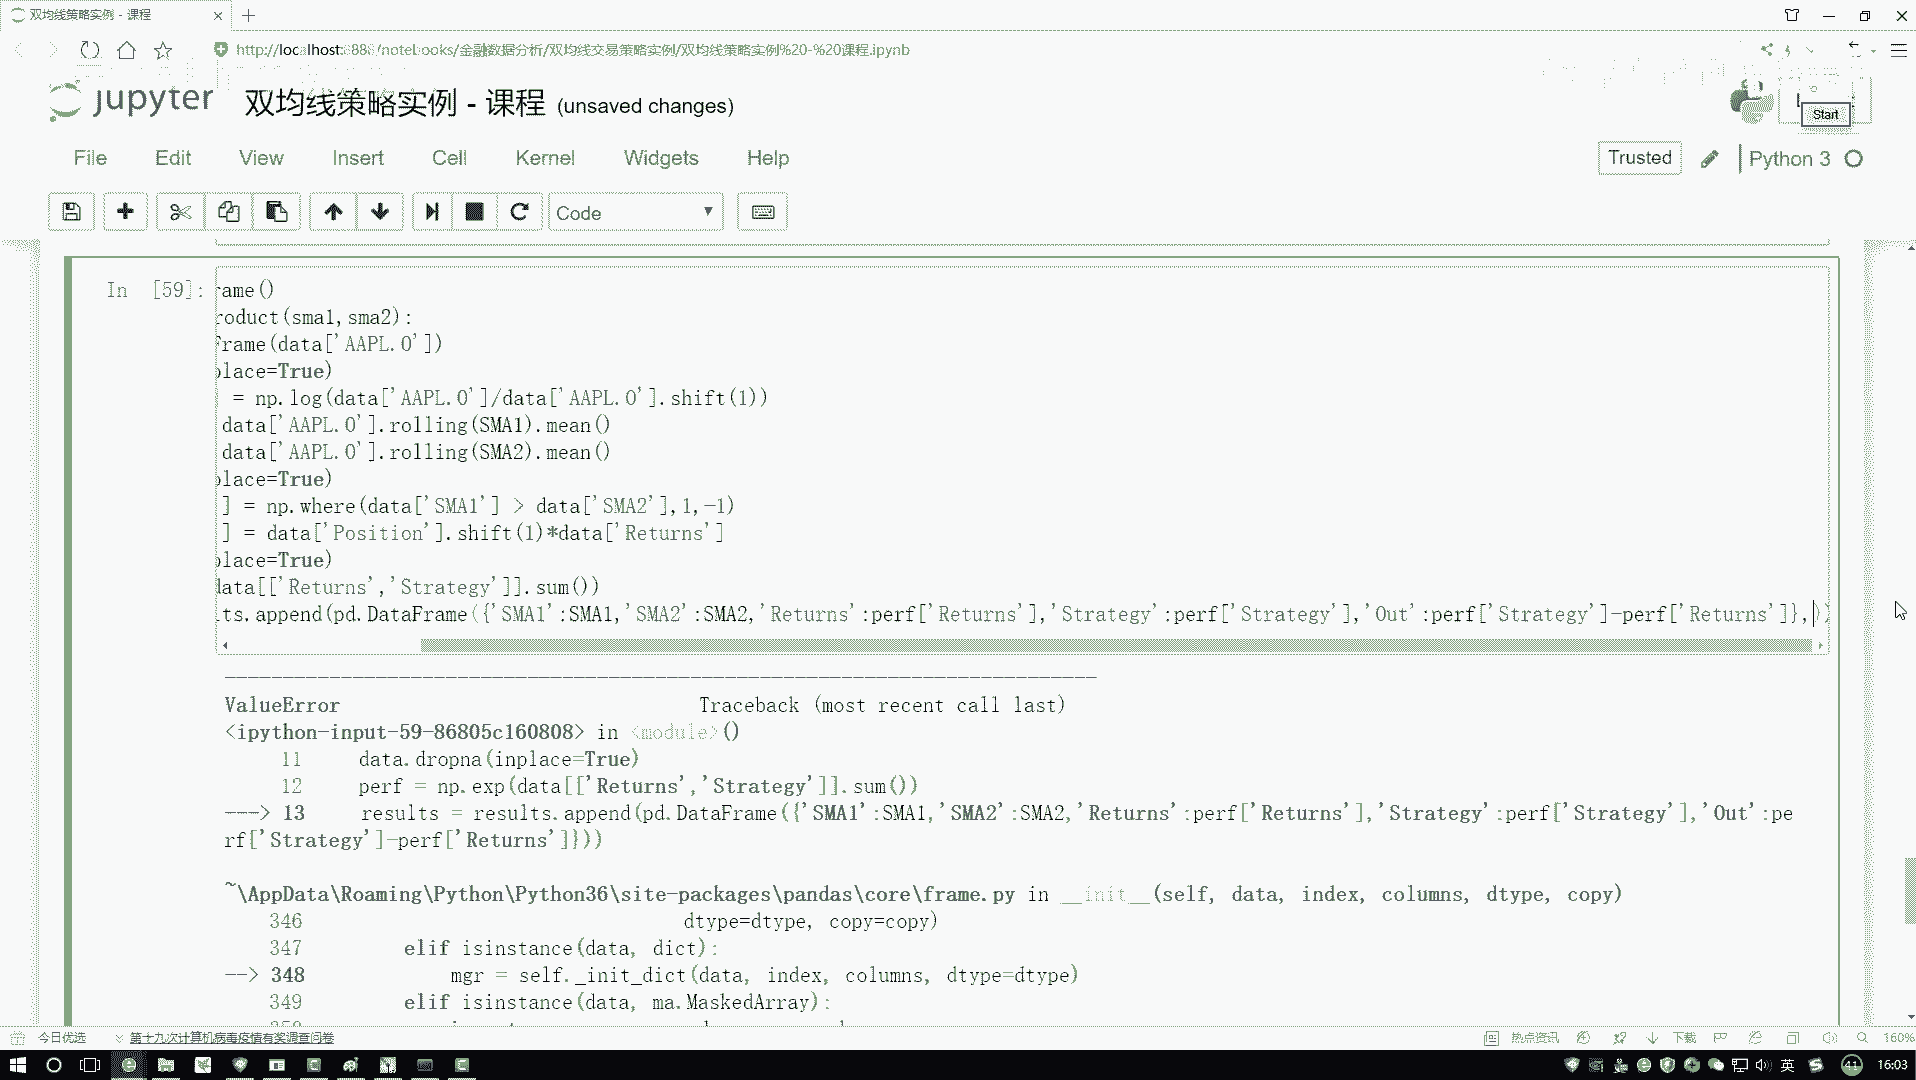 双均线策略实例 - 课程
http://localhost:888/notebooks/金融数据分析/双均线交易策略实例/双均线策略实例%20-%20课程.ipynb
jupyter 双均线策略实例 - 课程 (unsaved changes)
Start
File Edit View Insert Cell Kernel Widgets Help
Trusted Python 3
Code
In [59]:
rame()
roduct(sma1,sma2):
Frame(data['AAPL.O'])
place=True)
= np.log(data['AAPL.O']/data['AAPL.O'].shift(1))
data['AAPL.O'].rolling(SMA1).mean()
data['AAPL.O'].rolling(SMA2).mean()
place=True)
] = np.where(data['SMA1'] > data['SMA2'],1,-1)
] = data['Position'].shift(1)*data['Returns']
place=True)
data[['Returns','Strategy']].sum())
lts.append(pd.DataFrame({'SMA1':SMA1,'SMA2':SMA2,'Returns':perf['Returns'],'Strategy':perf['Strategy'],'Out':perf['Strategy']-perf['Returns']},))
---------------------------------------------------------------------------
ValueError Traceback (most recent call last)
<ipython-input-59-86805c160808> in <module>()
11 data.dropna(inplace=True)
12 perf = np.exp(data[['Returns','Strategy']].sum())
---> 13 results = results.append(pd.DataFrame({'SMA1':SMA1,'SMA2':SMA2,'Returns':perf['Returns'],'Strategy':perf['Strategy'],'Out':pe
rf['Strategy']-perf['Returns']}))
~\AppData\Roaming\Python\Python36\site-packages\pandas\core\frame.py in __init__(self, data, index, columns, dtype, copy)
346 dtype=dtype, copy=copy)
347 elif isinstance(data, dict):
--> 348 mgr = self._init_dict(data, index, columns, dtype=dtype)
349 elif isinstance(data, ma.MaskedArray):
今日优选 第十九次计算机病毒疫情有奖调查问卷 热点资讯 下载 160%
英 41 16:03